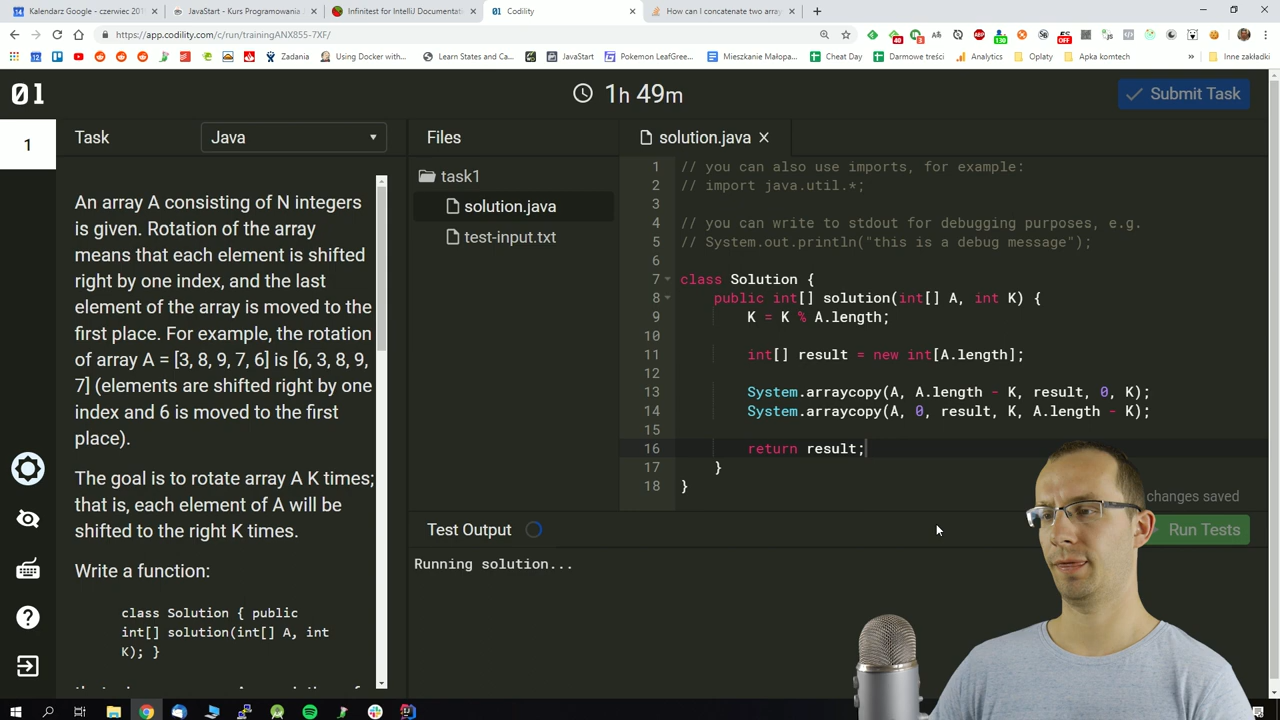 Kalendarz Google - czerwiec 201
JavaStart - Kurs Programowania
Infinitest for IntelliJ Documentati
Codility
How can I concatenate two array
https://app.codility.com/c/run/trainingANX855-7XF/
Zadania
Using Docker with...
Learn States and Ca...
JavaStart
Pokemon LeafGree...
Mieszkanie Małopa...
Cheat Day
Darmowe treści
Analytics
Opłaty
Apka komtech
Inne zakładki
01
1h 49m
Submit Task
1
Task
Java
Files
solution.java
task1
solution.java
test-input.txt
An array A consisting of N integers
is given. Rotation of the array
means that each element is shifted
right by one index, and the last
element of the array is moved to the
first place. For example, the rotation
of array A = [3, 8, 9, 7, 6] is [6, 3, 8, 9,
7] (elements are shifted right by one
index and 6 is moved to the first
place).
The goal is to rotate array A K times;
that is, each element of A will be
shifted to the right K times.
Write a function:
class Solution { public
int[] solution(int[] A, int
K); }
1 // you can also use imports, for example:
2 // import java.util.*;
3
4 // you can write to stdout for debugging purposes, e.g.
5 // System.out.println("this is a debug message");
6
7 class Solution {
8 public int[] solution(int[] A, int K) {
9 K = K % A.length;
10
11 int[] result = new int[A.length];
12
13 System.arraycopy(A, A.length - K, result, 0, K);
14 System.arraycopy(A, 0, result, K, A.length - K);
15
16 return result;
17 }
18 }
changes saved
Test Output
Run Tests
Running solution...